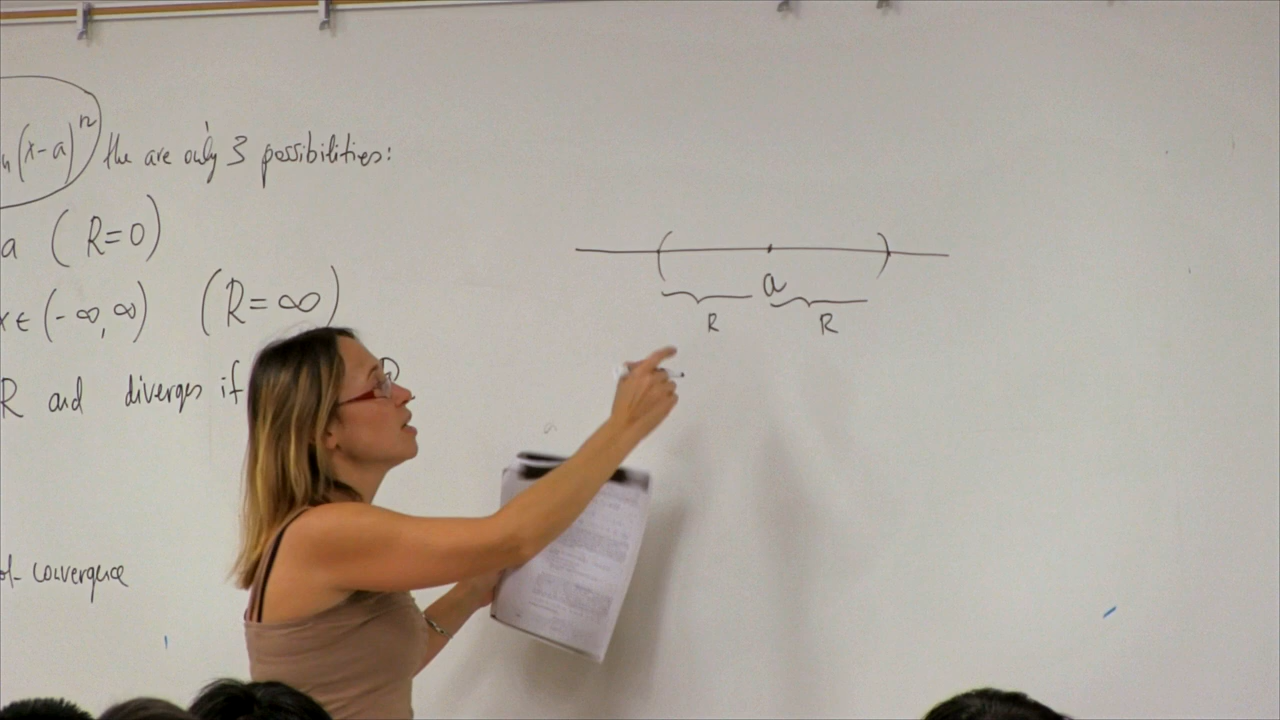 n(x-a)^n the are only 3 possibilities:
a (R=0)
x ∈ (-∞,∞) (R=∞)
R and diverges if
convergence
( )
a
R R